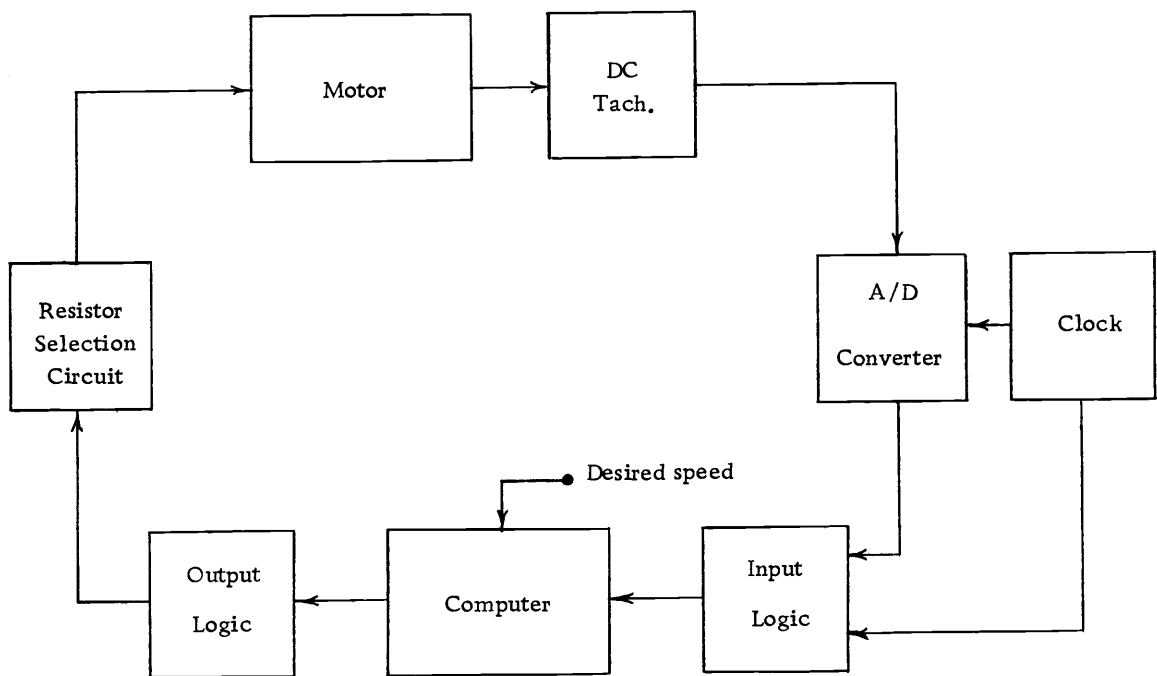 Motor
DC
Tach.
Resistor
Selection
Circuit
A/D
Converter
Clock
Desired speed
Output
Logic
Computer
Input
Logic